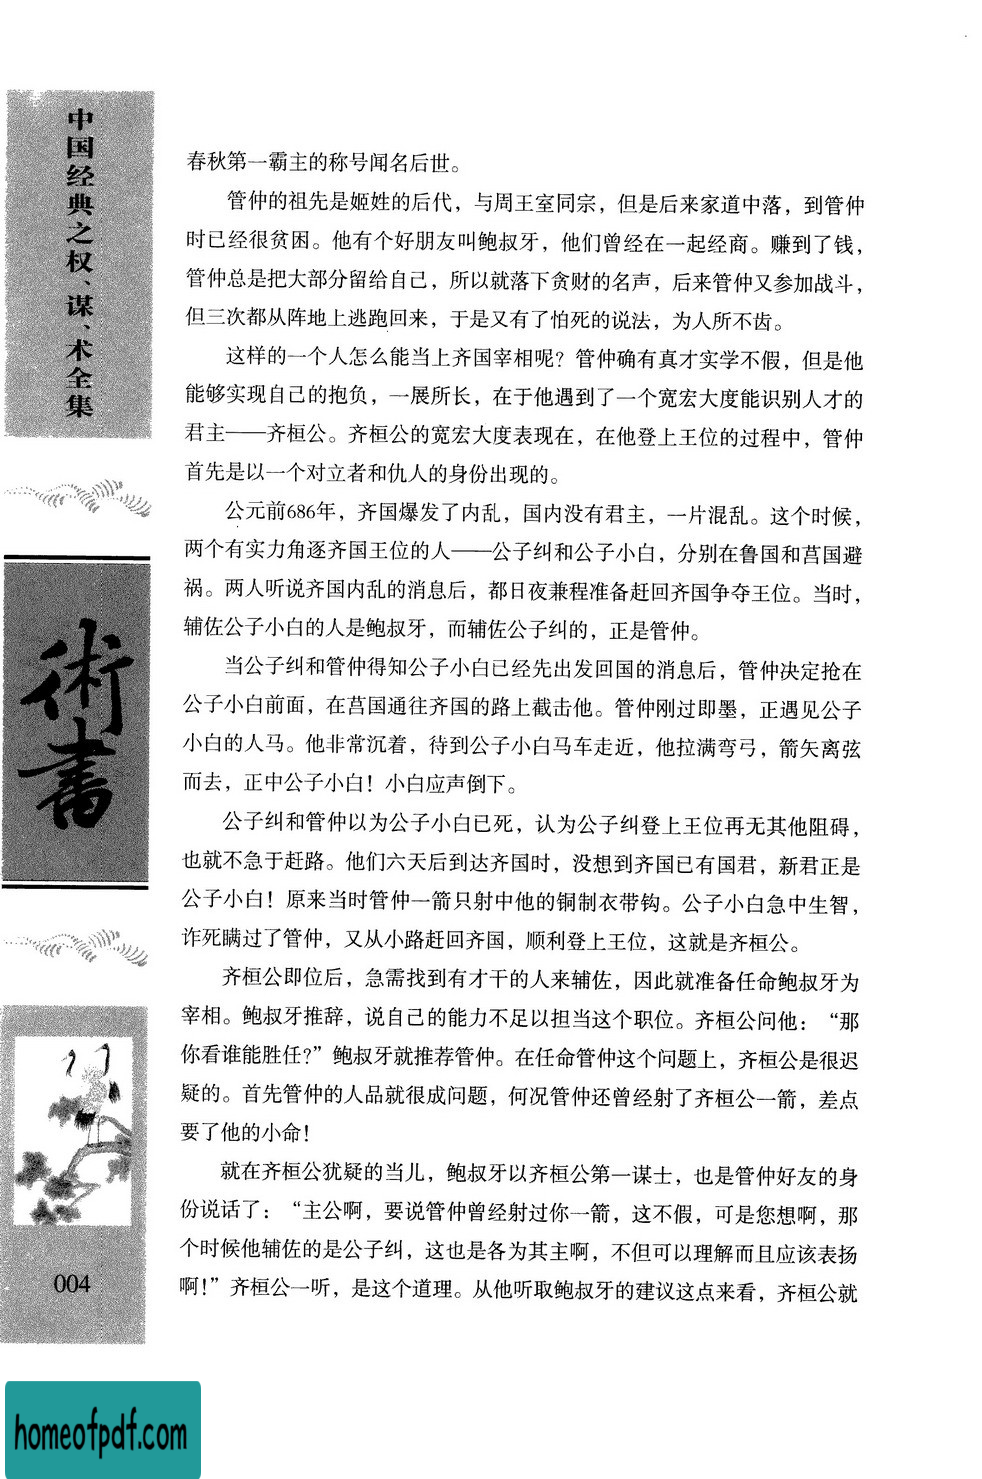 中国经典之权、谋、术全集
術書
004
春秋第一霸主的称号闻名后世。
管仲的祖先是姬姓的后代，与周王室同宗，但是后来家道中落，到管仲
时已经很贫困。他有个好朋友叫鲍叔牙，他们曾经在一起经商。赚到了钱，
管仲总是把大部分留给自己，所以就落下贪财的名声，后来管仲又参加战斗，
但三次都从阵地上逃跑回来，于是又有了怕死的说法，为人所不齿。
这样的一个人怎么能当上齐国宰相呢？管仲确有真才实学不假，但是他
能够实现自己的抱负，一展所长，在于他遇到了一个宽宏大度能识别人才的
君主——齐桓公。齐桓公的宽宏大度表现在，在他登上王位的过程中，管仲
首先是以一个对立者和仇人的身份出现的。
公元前686年，齐国爆发了内乱，国内没有君主，一片混乱。这个时候，
两个有实力角逐齐国王位的人——公子纠和公子小白，分别在鲁国和莒国避
祸。两人听说齐国内乱的消息后，都日夜兼程准备赶回齐国争夺王位。当时，
辅佐公子小白的人是鲍叔牙，而辅佐公子纠的，正是管仲。
当公子纠和管仲得知公子小白已经先出发回国的消息后，管仲决定抢在
公子小白前面，在莒国通往齐国的路上截击他。管仲刚过即墨，正遇见公子
小白的人马。他非常沉着，待到公子小白马车走近，他拉满弯弓，箭矢离弦
而去，正中公子小白！小白应声倒下。
公子纠和管仲以为公子小白已死，认为公子纠登上王位再无其他阻碍，
也就不急于赶路。他们六天后到达齐国时，没想到齐国已有国君，新君正是
公子小白！原来当时管仲一箭只射中他的铜制衣带钩。公子小白急中生智，
诈死瞒过了管仲，又从小路赶回齐国，顺利登上王位，这就是齐桓公。
齐桓公即位后，急需找到有才干的人来辅佐，因此就准备任命鲍叔牙为
宰相。鲍叔牙推辞，说自己的能力不足以担当这个职位。齐桓公问他：“那
你看谁能胜任？”鲍叔牙就推荐管仲。在任命管仲这个问题上，齐桓公是很迟
疑的。首先管仲的人品就很成问题，何况管仲还曾经射了齐桓公一箭，差点
要了他的小命！
就在齐桓公犹疑的当儿，鲍叔牙以齐桓公第一谋士，也是管仲好友的身
份说话了：“主公啊，要说管仲曾经射过你一箭，这不假，可是您想啊，那
个时候他辅佐的是公子纠，这也是各为其主啊，不但可以理解而且应该表扬
啊！”齐桓公一听，是这个道理。从他听取鲍叔牙的建议这点来看，齐桓公就
homeofpdf.com